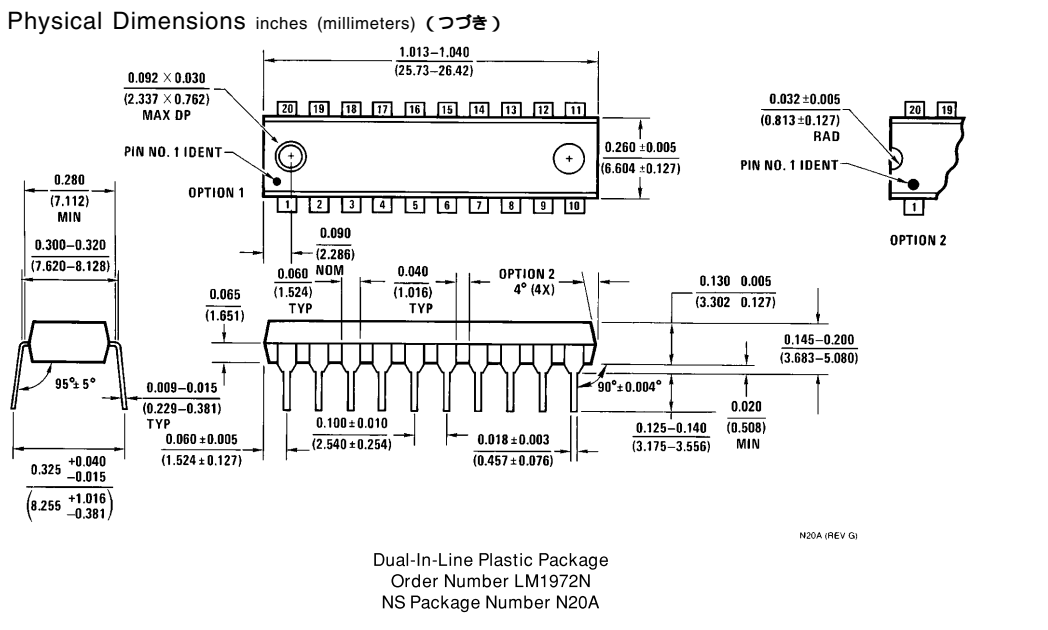 Physical Dimensions inches (millimeters) (つづき)
1.013–1.040
(25.73–26.42)
0.092 × 0.030
(2.337 × 0.762)
MAX DP
20 19 18 17 16 15 14 13 12 11
PIN NO. 1 IDENT
OPTION 1
0.260 ±0.005
(6.604 ±0.127)
1 2 3 4 5 6 7 8 9 10
0.032 ±0.005
(0.813 ±0.127)
RAD
20 19
PIN NO. 1 IDENT
1
OPTION 2
0.280
(7.112)
MIN
0.300–0.320
(7.620–8.128)
0.090
(2.286)
NOM
0.060
(1.524)
TYP
0.040
(1.016)
TYP
OPTION 2
4° (4X)
0.065
(1.651)
0.130 0.005
(3.302 0.127)
0.145–0.200
(3.683–5.080)
95° ± 5°
90° ± 0.004°
0.009–0.015
(0.229–0.381)
TYP
0.020
(0.508)
MIN
0.100 ±0.010
(2.540 ±0.254)
0.125–0.140
(3.175–3.556)
0.060 ±0.005
(1.524 ±0.127)
0.018 ±0.003
(0.457 ±0.076)
0.325 +0.040 –0.015
(8.255 +1.016 –0.381)
N20A (REV G)
Dual-In-Line Plastic Package
Order Number LM1972N
NS Package Number N20A